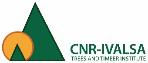 CNR-IVALSA
TREES AND TIMBER INSTITUTE